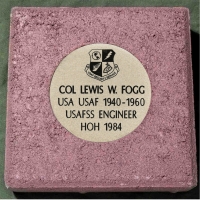 COL LEWIS W. FOGG
USA USAF 1940-1960
USAFSS ENGINEER
HOH 1984